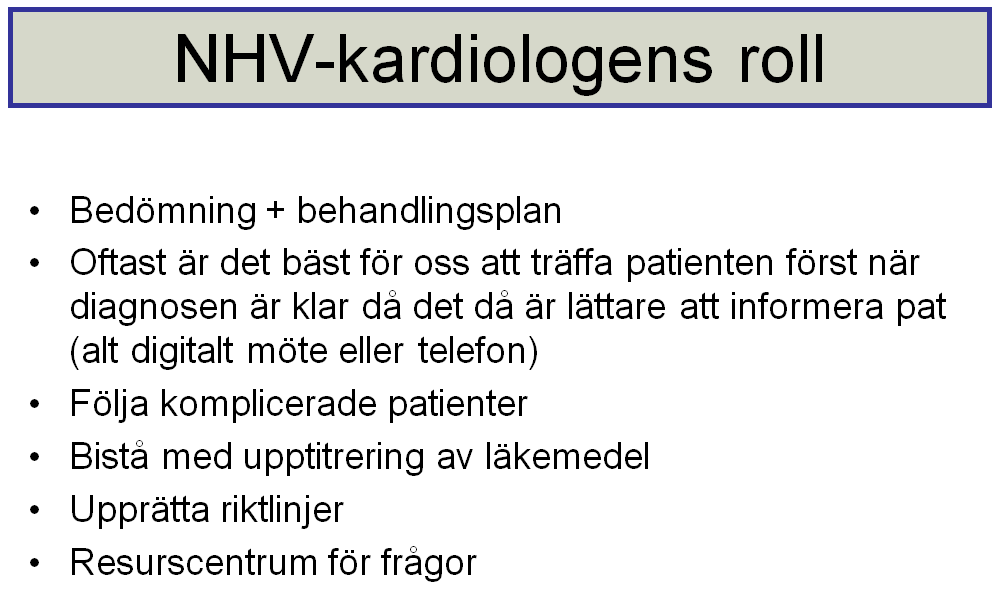 NHV-kardiologens roll
• Bedömning + behandlingsplan
• Oftast är det bäst för oss att träffa patienten först när
diagnosen är klar då det då är lättare att informera pat
(alt digitalt möte eller telefon)
• Följa komplicerade patienter
• Bistå med upptitrering av läkemedel
• Upprätta riktlinjer
• Resurscentrum för frågor